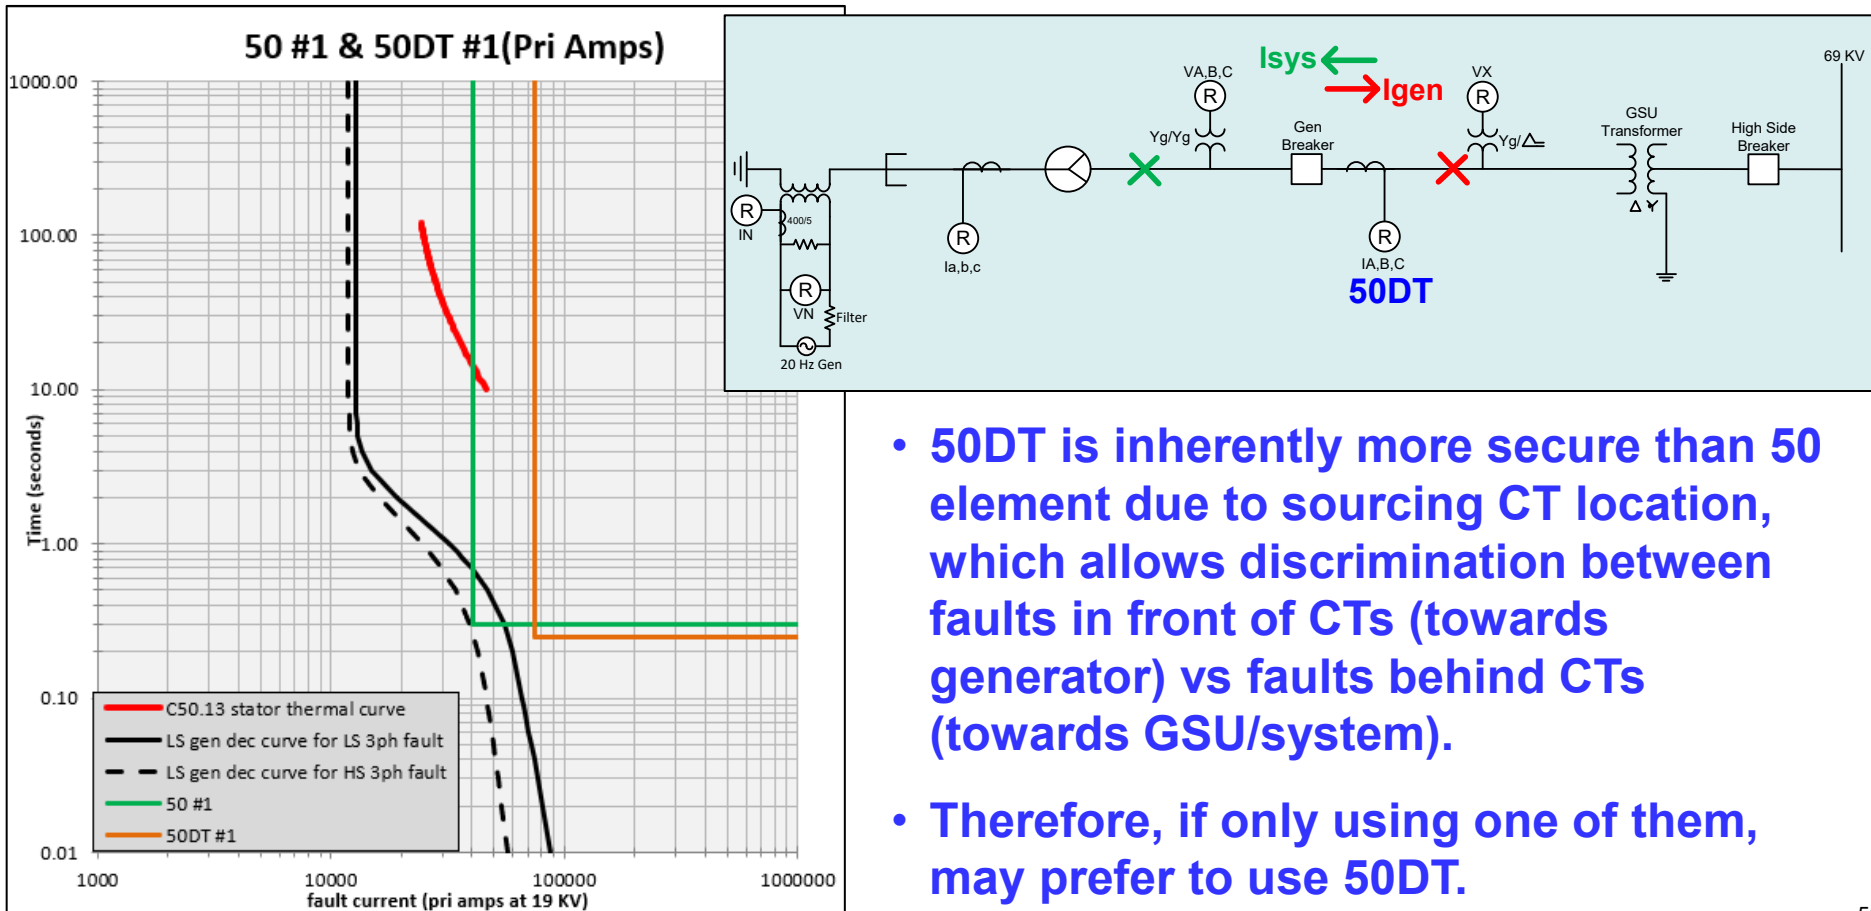 50 #1 & 50DT #1(Pri Amps)
1000.00
100.00
10.00
1.00
0.10
0.01
Time (seconds)
1000
10000
100000
1000000
fault current (pri amps at 19 KV)
C50.13 stator thermal curve
LS gen dec curve for LS 3ph fault
LS gen dec curve for HS 3ph fault
50 #1
50DT #1
Isys
Igen
69 KV
VA,B,C
R
VX
R
Yg/Yg
Gen
Breaker
Yg/
GSU
Transformer
High Side
Breaker
Δ Y
R
IN
400/5
R
VN
Filter
20 Hz Gen
R
Ia,b,c
R
IA,B,C
50DT
• 50DT is inherently more secure than 50
element due to sourcing CT location,
which allows discrimination between
faults in front of CTs (towards
generator) vs faults behind CTs
(towards GSU/system).
• Therefore, if only using one of them,
may prefer to use 50DT.